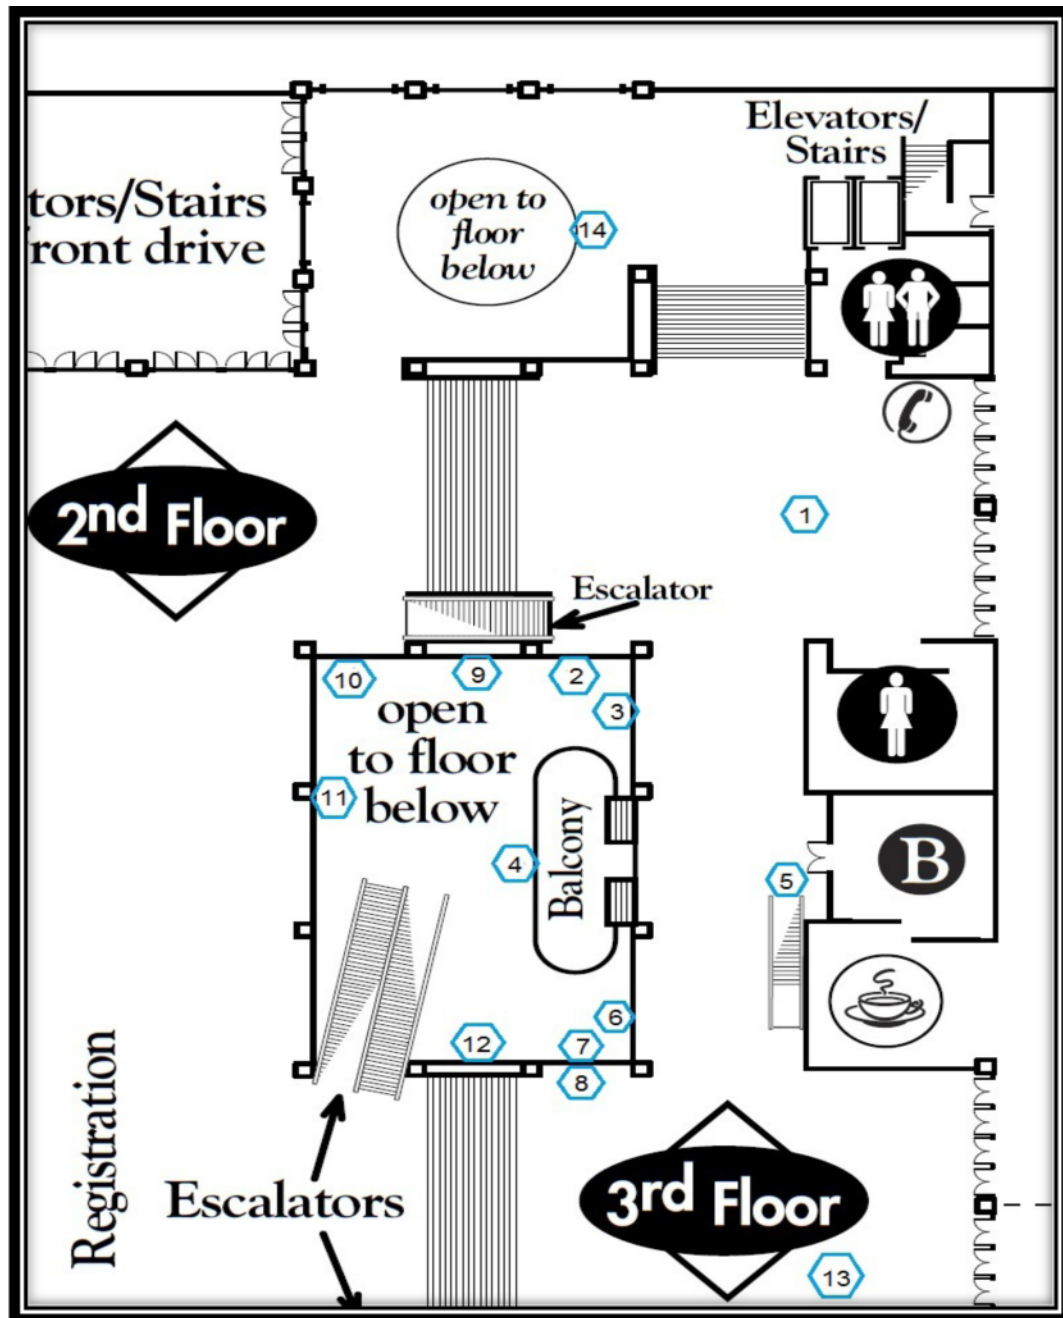 Elevators/
Stairs
tors/Stairs
ront drive
open to
floor
below
14
2nd Floor
1
Escalator
10
9
2
3
open
to floor
below
11
4
Balcony
5
B
6
12
7
8
Registration
Escalators
3rd Floor
13